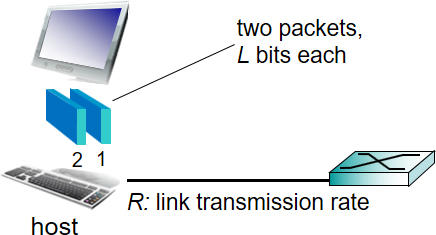 two packets,
L bits each
2 1
R: link transmission rate
host